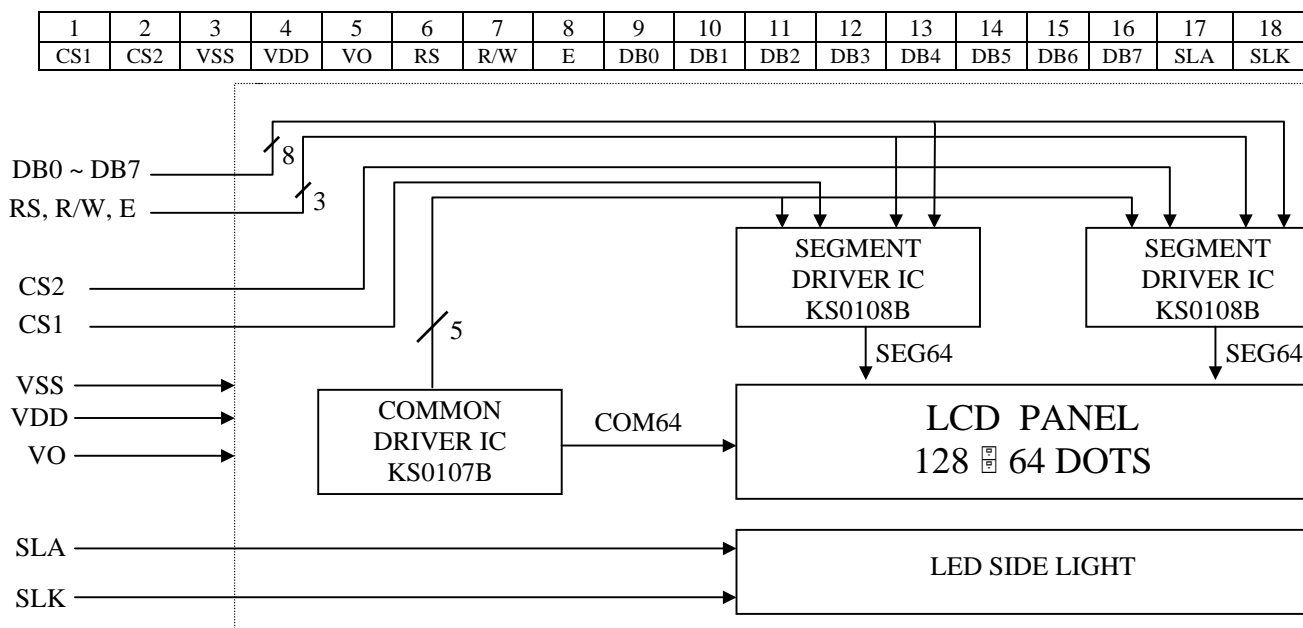 1 2 3 4 5 6 7 8 9 10 11 12 13 14 15 16 17 18
CS1 CS2 VSS VDD VO RS R/W E DB0 DB1 DB2 DB3 DB4 DB5 DB6 DB7 SLA SLK
8
DB0 ~ DB7
3
RS, R/W, E
SEGMENT
DRIVER IC
KS0108B
SEGMENT
DRIVER IC
KS0108B
CS2
CS1
5
SEG64
SEG64
VSS
VDD
VO
COMMON
DRIVER IC
KS0107B
COM64
LCD PANEL
128 64 DOTS
SLA
SLK
LED SIDE LIGHT